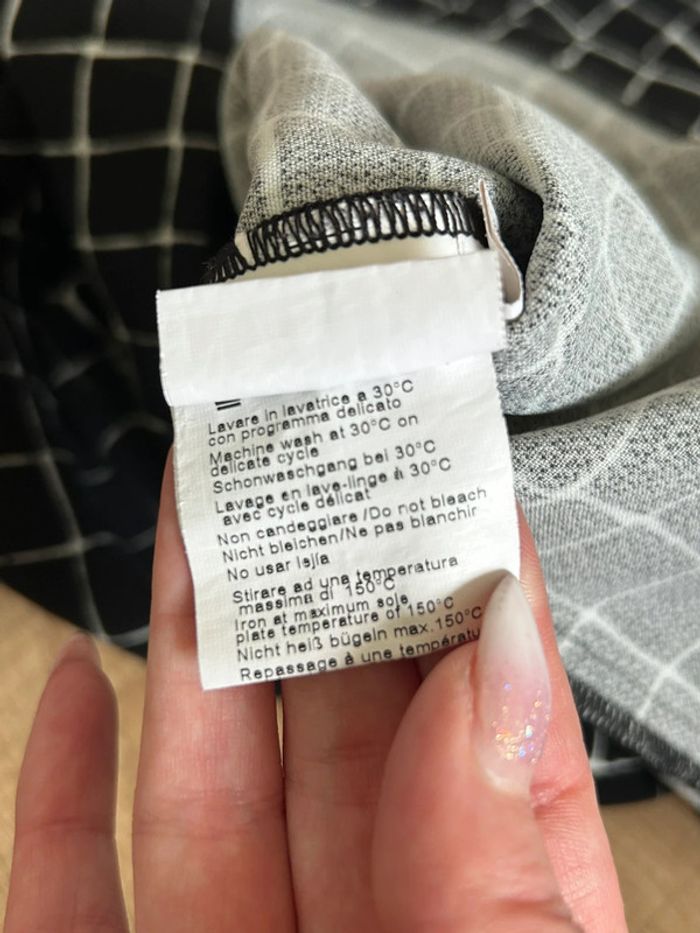 Lavare in lavatrice a 30°C
con programma delicato
Machine wash at 30°C on
delicate cycle
Schonwaschgang bei 30°C
Lavage en lave-linge à 30°C
avec cycle délicat
Non candeggiare /Do not bleach
Nicht bleichen/Ne pas blanchir
No usar lejía
Stirare ad una temperatura
massima di 150°C
Iron at maximum sole
plate temperature of 150°C
Nicht heiß bügeln max.150°C
Repassage à une températu